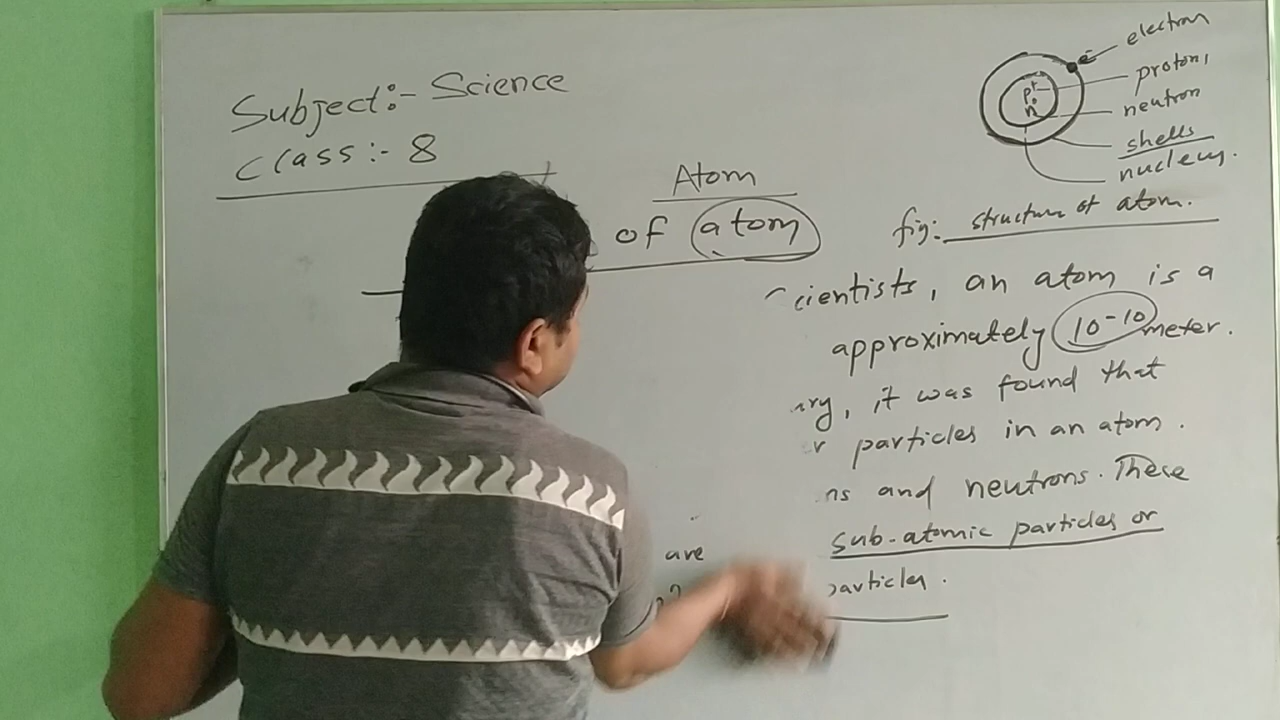 Subject:- Science
Class:- 8
Atom
of atom
e
electron
p+
proton,
n
neutron
shells
nucleus.
fig: structure of atom.
cientists, an atom is a
approximately 10-10 meter.
ary, it was found that
r particles in an atom.
ns and neutrons. These
are sub-atomic particles or
particles.